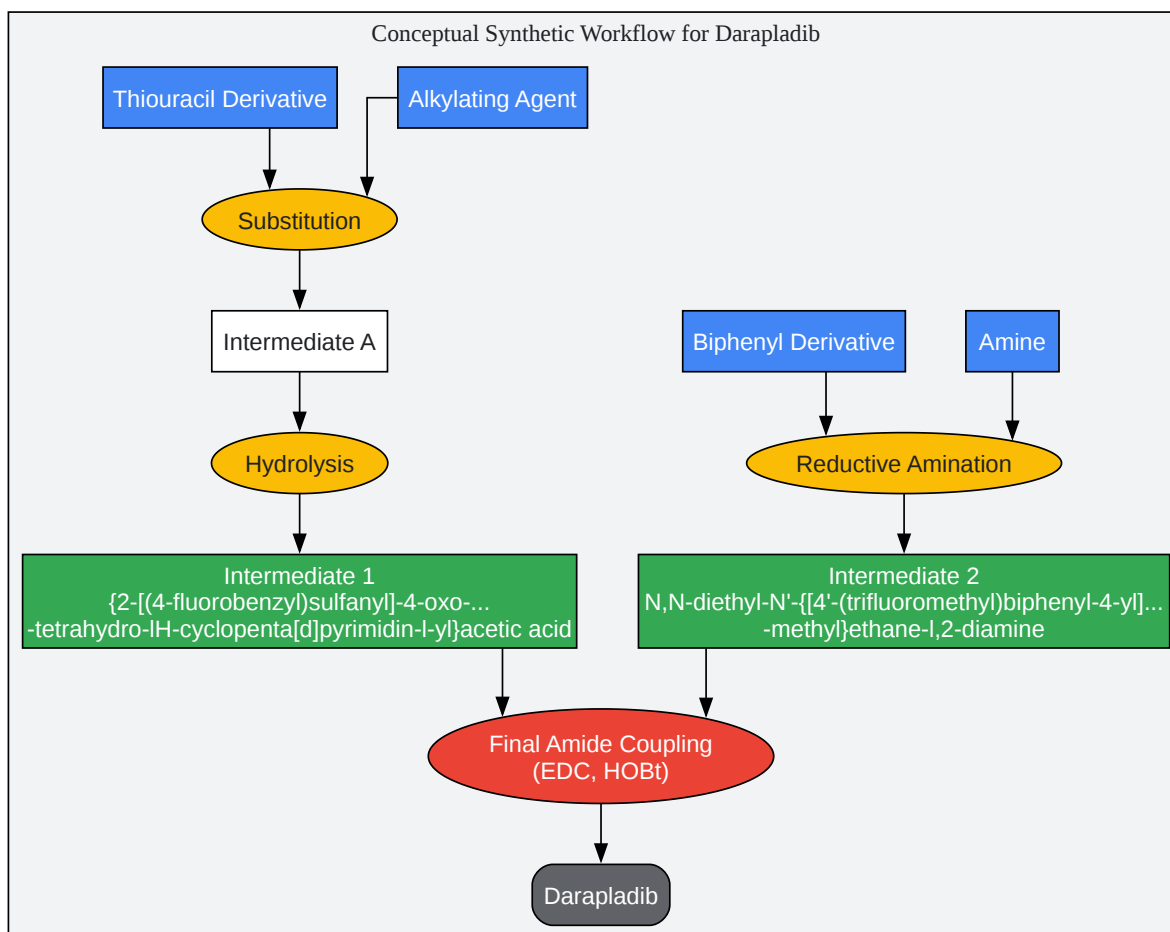 Conceptual Synthetic Workflow for Darapladib
Thiouracil Derivative
Alkylating Agent
Substitution
Intermediate A
Biphenyl Derivative
Amine
Hydrolysis
Reductive Amination
Intermediate 1
{2-[(4-fluorobenzyl)sulfanyl]-4-oxo-...
-tetrahydro-lH-cyclopenta[d]pyrimidin-l-yl}acetic acid
Intermediate 2
N,N-diethyl-N'-{[4'-(trifluoromethyl)biphenyl-4-yl]...
-methyl}ethane-l,2-diamine
Final Amide Coupling
(EDC, HOBt)
Darapladib